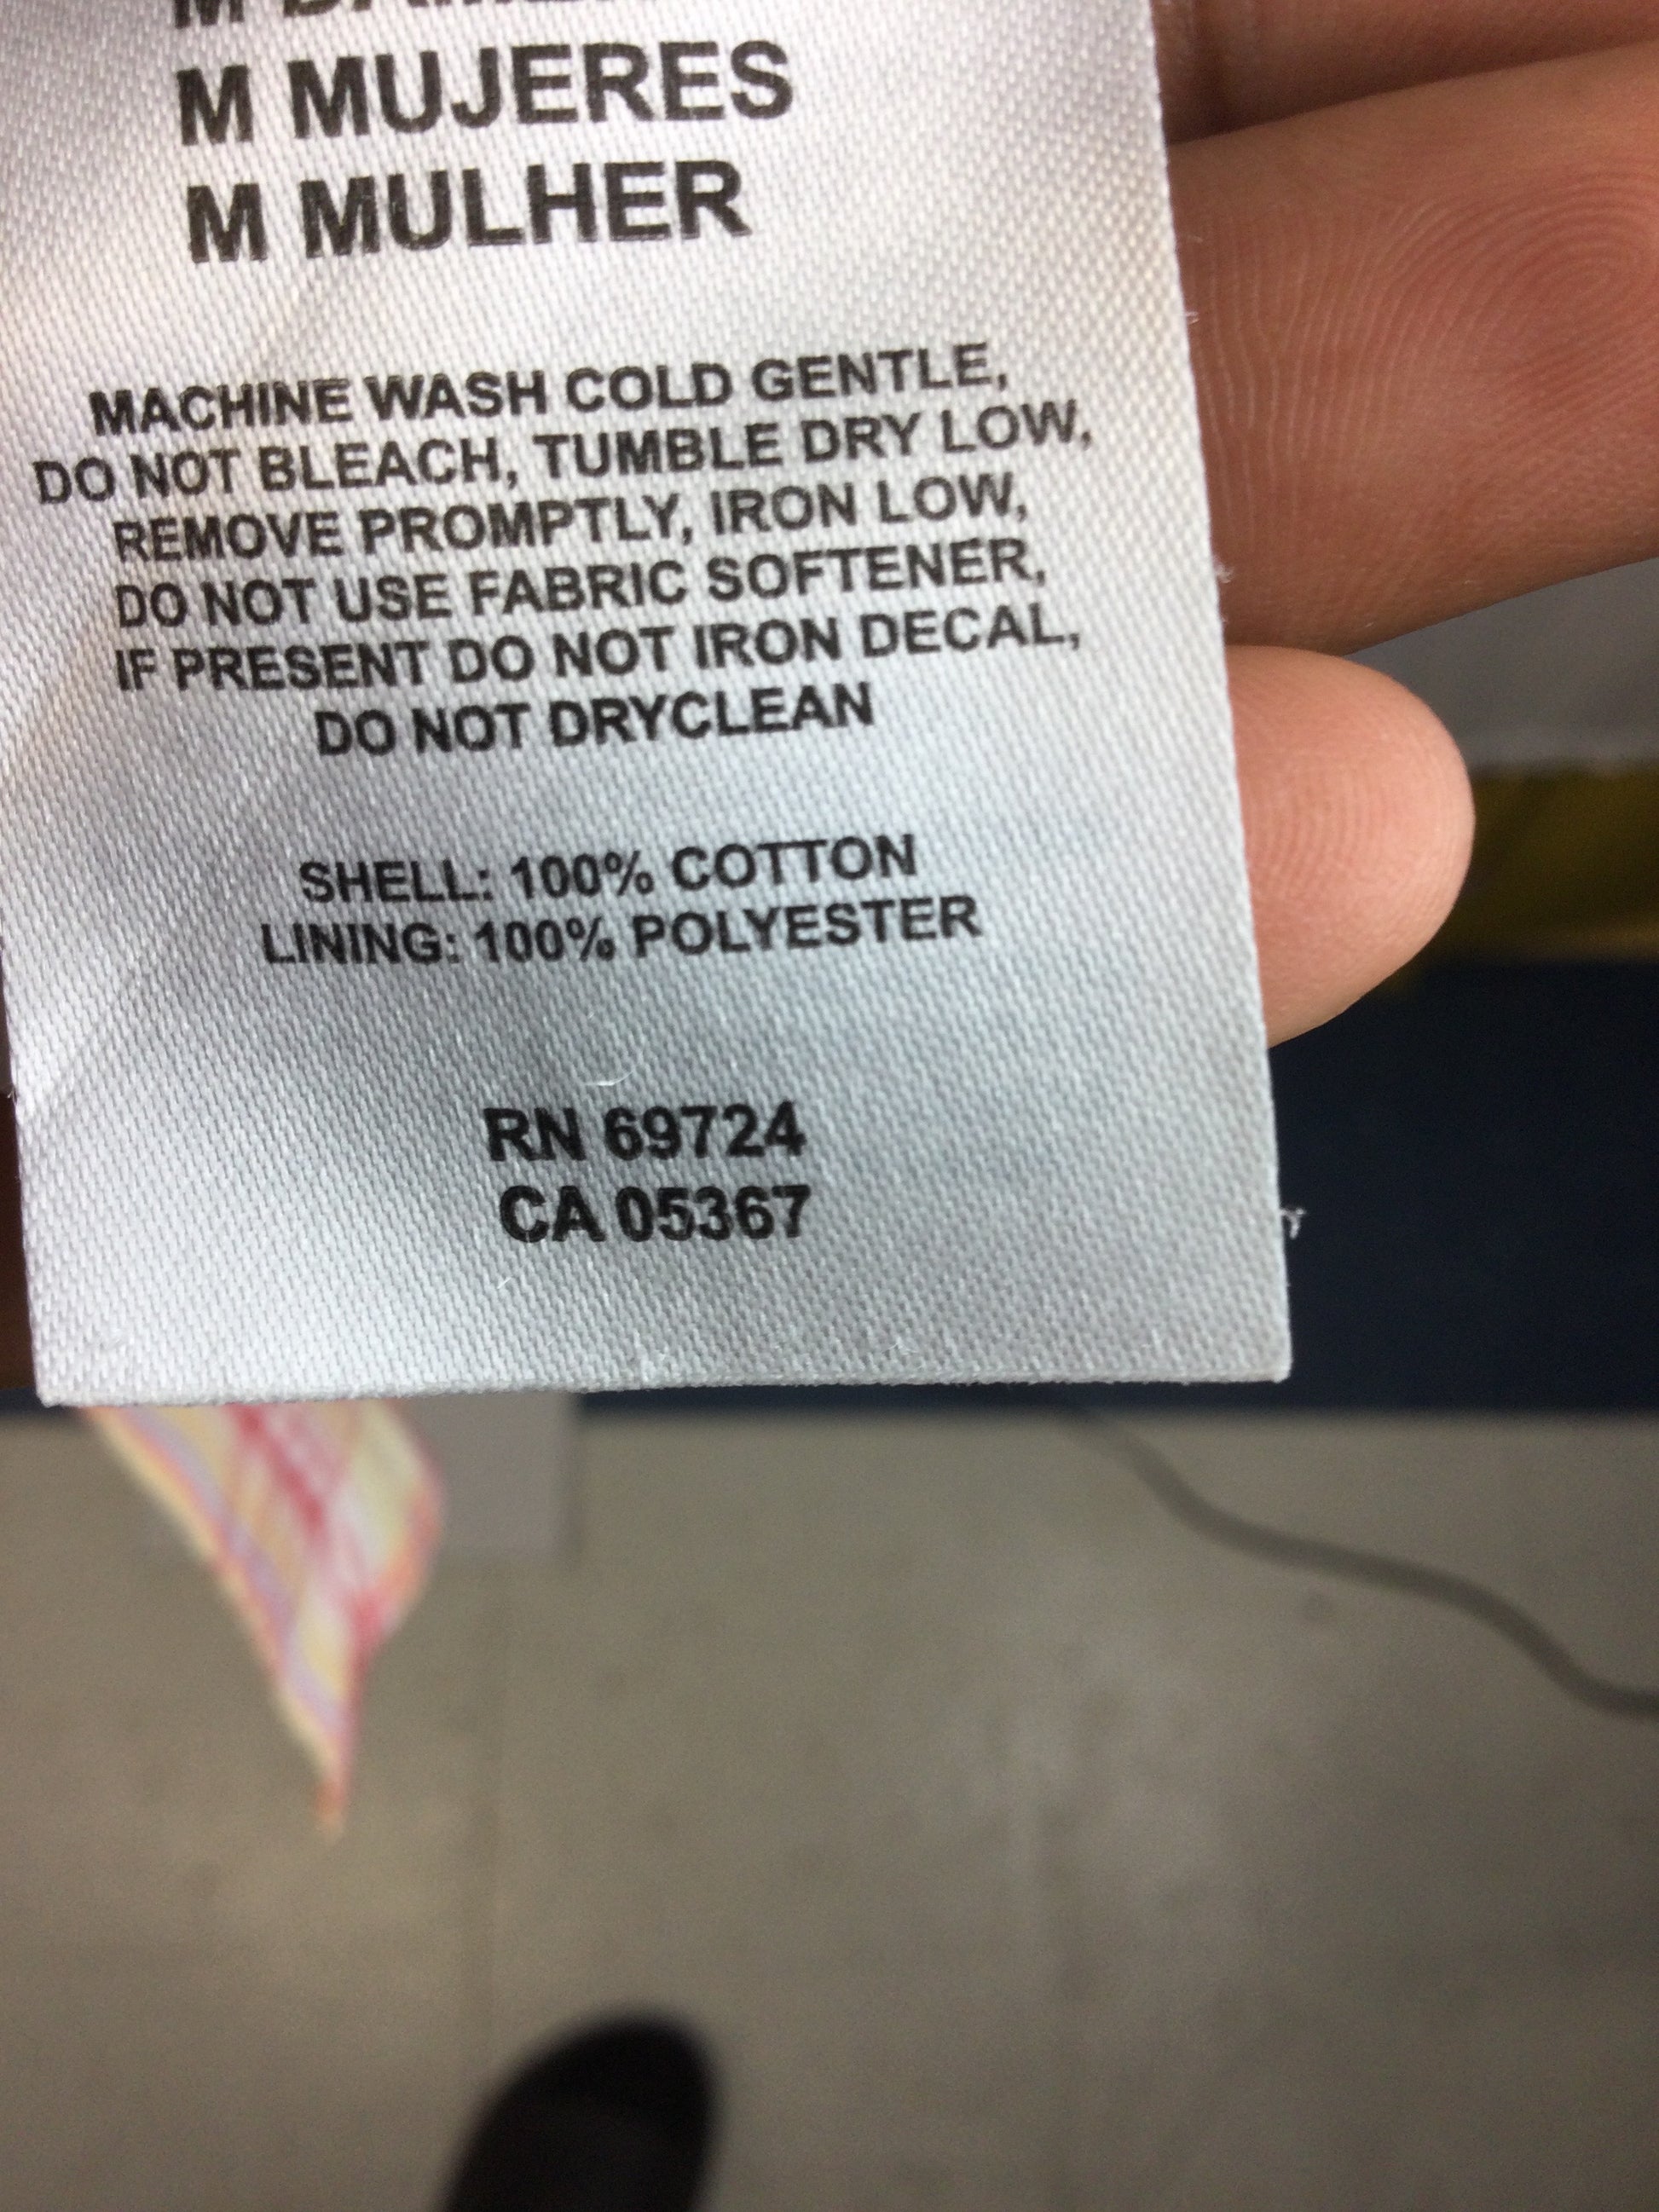 M MUJERES
M MULHER
MACHINE WASH COLD GENTLE,
DO NOT BLEACH, TUMBLE DRY LOW,
REMOVE PROMPTLY, IRON LOW,
DO NOT USE FABRIC SOFTENER,
IF PRESENT DO NOT IRON DECAL,
DO NOT DRYCLEAN
SHELL: 100% COTTON
LINING: 100% POLYESTER
RN 69724
CA 05367